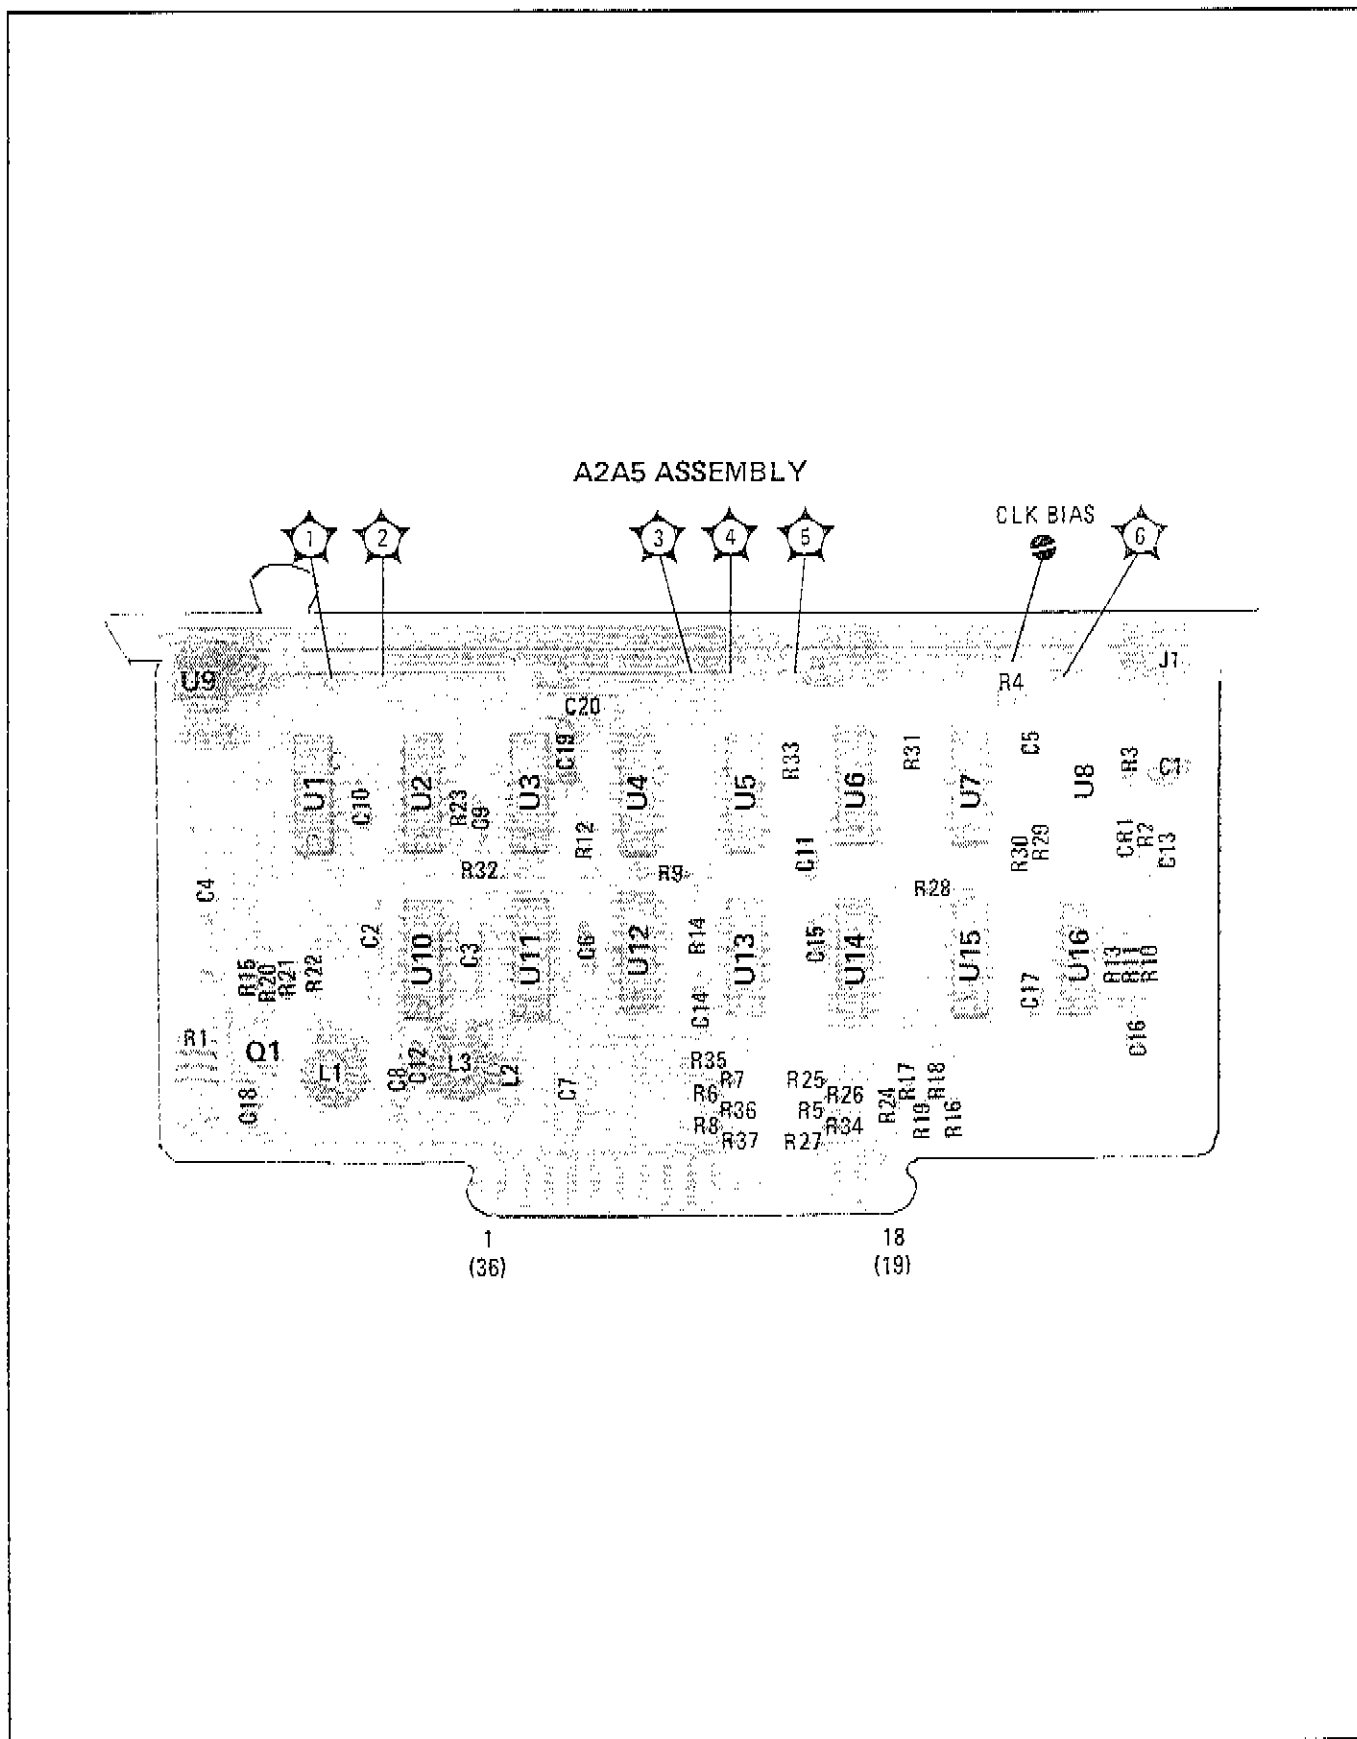 A2A5 ASSEMBLY
1 2 3 4 5 CLK BIAS 6
U9 R4 J1
C20
U1 C10 U2 R23 C9 U3 C19 R12 U4 U5 R33 C11 U6 R31 U7 C5 U8 R3 C1
R30 R29 CR1 R2 C13
R32 R9 R28
C4 C2 U10 C3 U11 C6 U12 R14 U13 C15 U14 U15 C17 U16 R13 R11 R10
R15 R20 R21 R22 C14 C16
R1 Q1 L1 C8 C12 L3 L2 C7
C18
R35
R7 R25 R17 R18
R6 R26 R24
R36 R5 R19 R16
R8 R34
R37 R27
1 18
(36) (19)